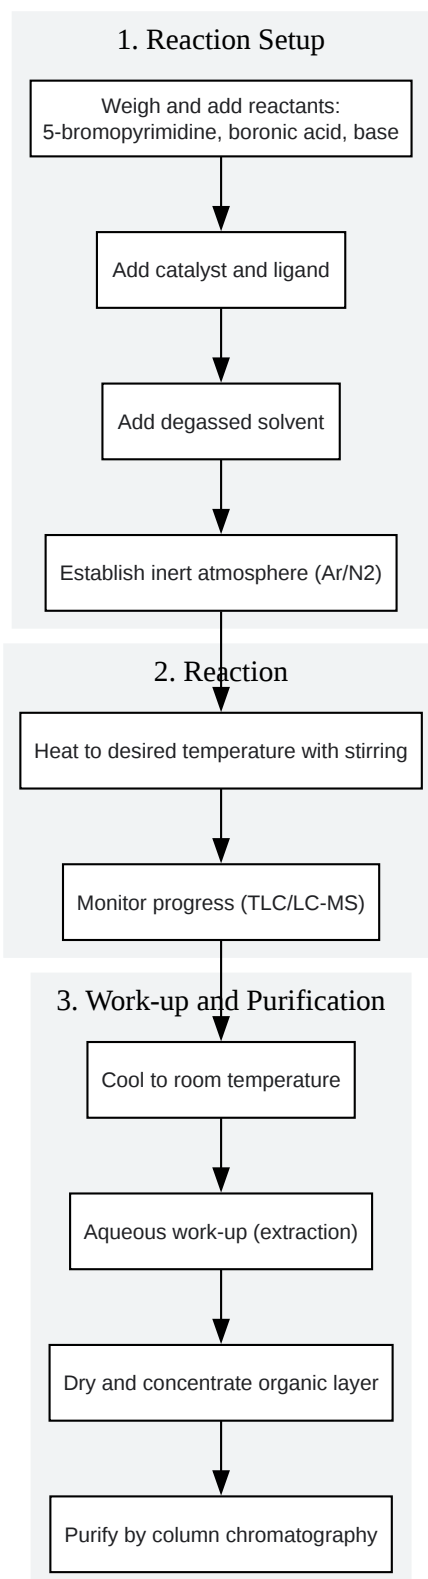 1. Reaction Setup
Weigh and add reactants:
5-bromopyrimidine, boronic acid, base
Add catalyst and ligand
Add degassed solvent
Establish inert atmosphere (Ar/N2)
2. Reaction
Heat to desired temperature with stirring
Monitor progress (TLC/LC-MS)
3. Work-up and Purification
Cool to room temperature
Aqueous work-up (extraction)
Dry and concentrate organic layer
Purify by column chromatography